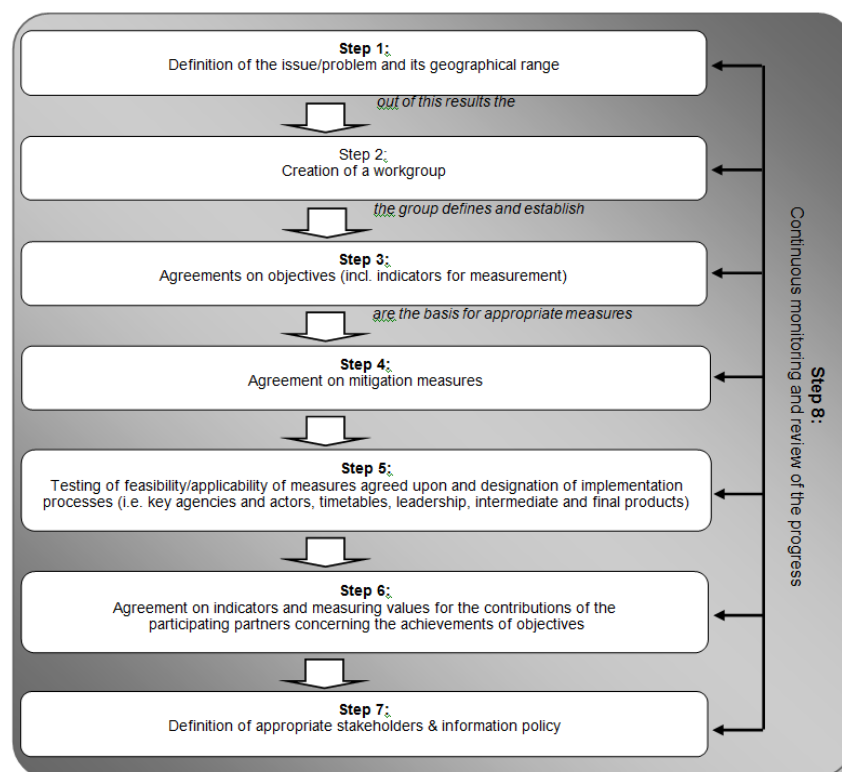 Step 1:
Definition of the issue/problem and its geographical range
out of this results the
Step 2:
Creation of a workgroup
the group defines and establish
Step 3:
Agreements on objectives (incl. indicators for measurement)
are the basis for appropriate measures
Step 4:
Agreement on mitigation measures
Step 5:
Testing of feasibility/applicability of measures agreed upon and designation of implementation
processes (i.e. key agencies and actors, timetables, leadership, intermediate and final products)
Step 6:
Agreement on indicators and measuring values for the contributions of the
participating partners concerning the achievements of objectives
Step 7:
Definition of appropriate stakeholders & information policy
Step 8:
Continuous monitoring and review of the progress